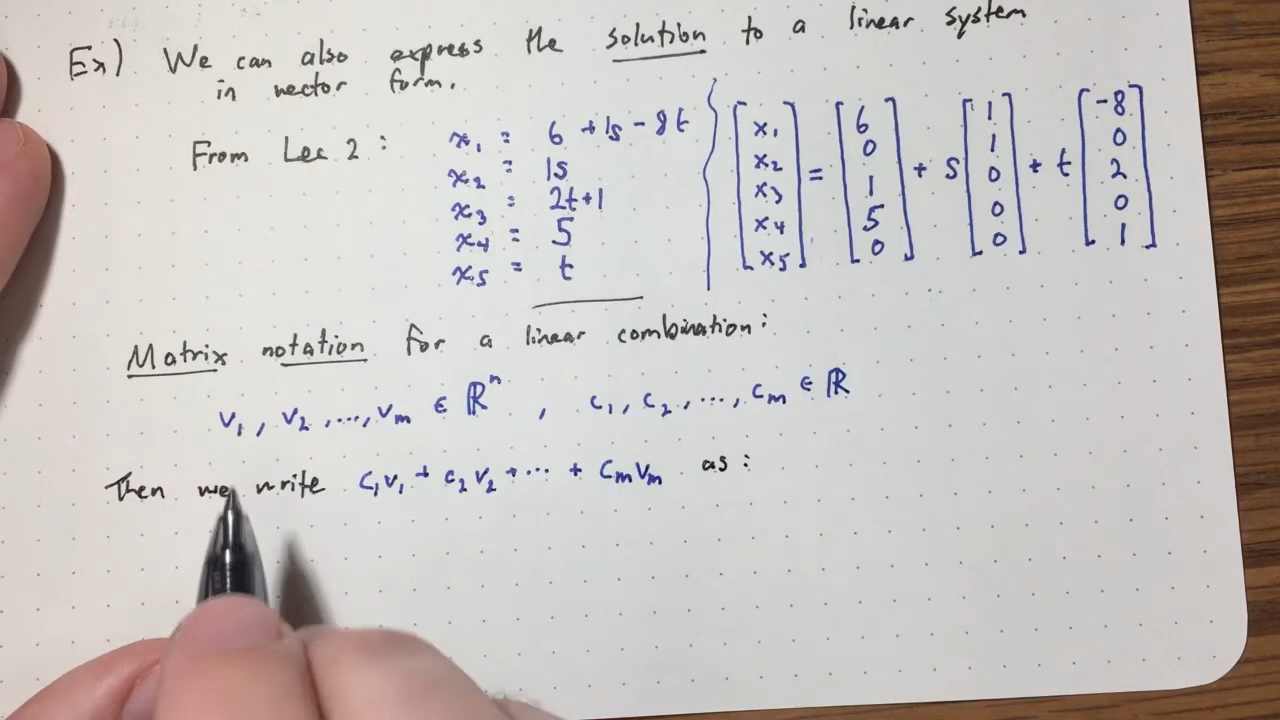 Ex) We can also express the solution to a linear system
in vector form.
From Lec 2:
x₁ = 6 + 1s - 8t
x₂ = 1s
x₃ = 2t+1
x₄ = 5
x₅ = t
[x₁ x₂ x₃ x₄ x₅] = [6 0 1 5 0] + s [1 1 0 0 0] + t [-8 0 2 0 1]
Matrix notation for a linear combination:
v₁, v₂, ..., vₘ ∈ ℝⁿ, c₁, c₂, ..., cₘ ∈ ℝ
Then we write c₁v₁ + c₂v₂ + ... + cₘvₘ as: